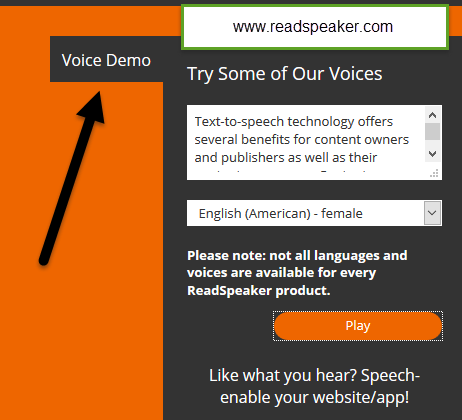 www.readspeaker.com
Voice Demo
Try Some of Our Voices
Text-to-speech technology offers
several benefits for content owners
and publishers as well as their
English (American) - female
Please note: not all languages and
voices are available for every
ReadSpeaker product.
Play
Like what you hear? Speech-
enable your website/app!